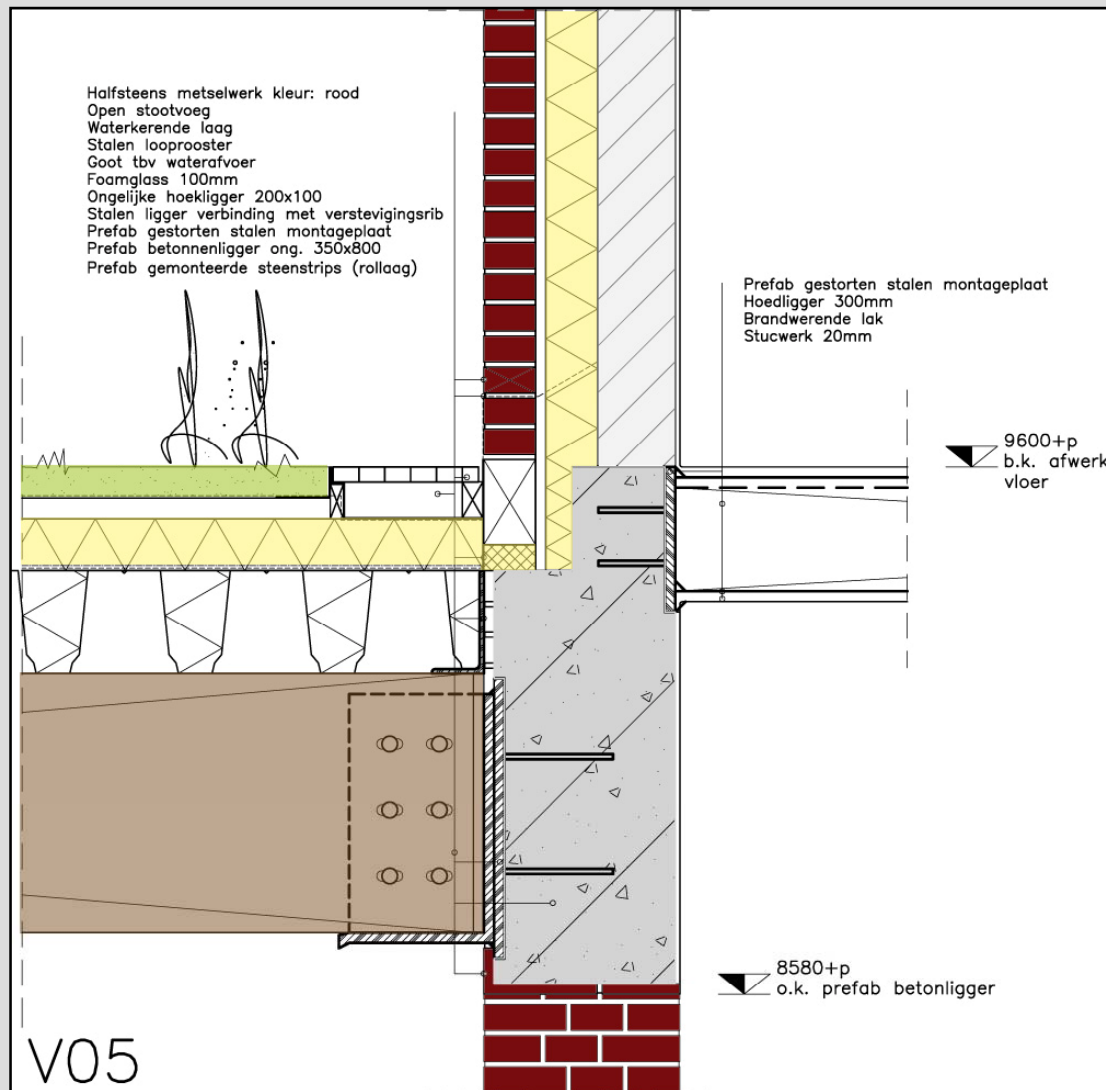 Halfsteens metselwerk kleur: rood
Open stootvoeg
Waterkerende laag
Stalen looprooster
Goot tbv waterafvoer
Foamglass 100mm
Ongelijke hoekligger 200x100
Stalen ligger verbinding met verstevigingsrib
Prefab gestorten stalen montageplaat
Prefab betonnenligger ong. 350x800
Prefab gemonteerde steenstrips (rollaag)
Prefab gestorten stalen montageplaat
Hoedligger 300mm
Brandwerende lak
Stucwerk 20mm
9600+p
b.k. afwerk
vloer
8580+p
o.k. prefab betonligger
V05